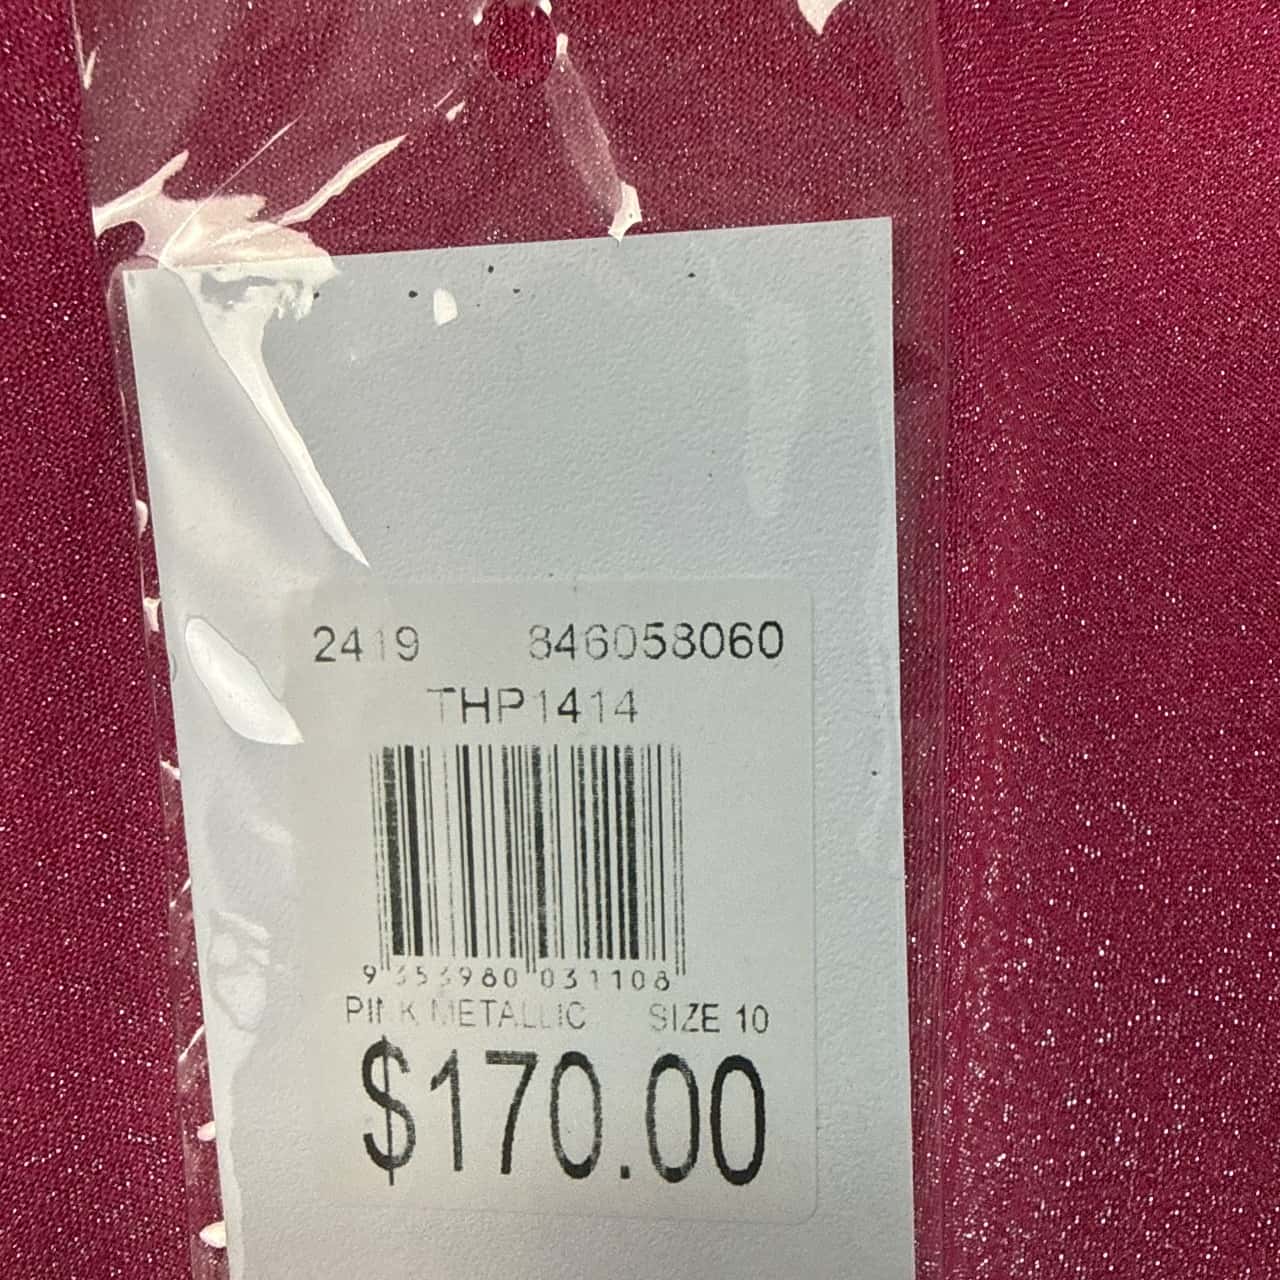 2419 846058060
THP1414
9 353980 031108
PINK METALLIC SIZE 10
$170.00